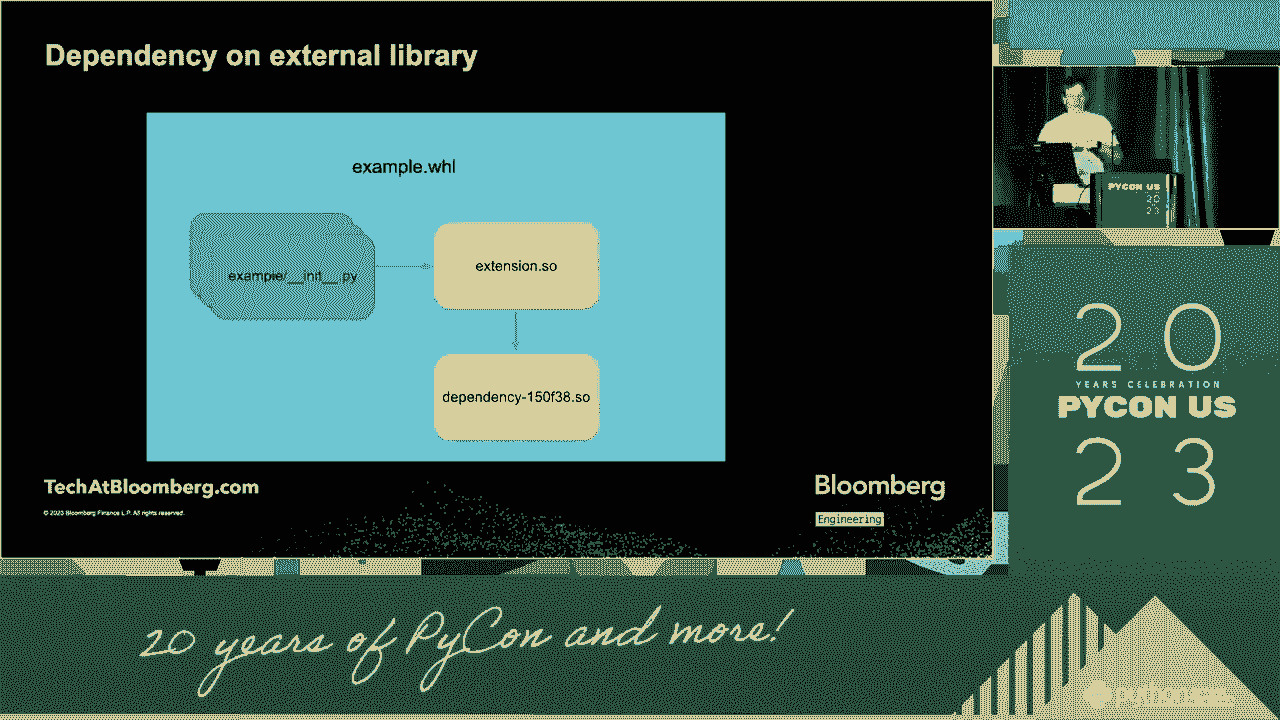 Dependency on external library
example.whl
example/__init__.py
extension.so
dependency-150f38.so
TechAtBloomberg.com
© 2023 Bloomberg Finance L.P. All rights reserved.
Bloomberg
Engineering
PYCON US
20
23
20
YEARS CELEBRATION
PYCON US
23
20 years of PyCon and more!